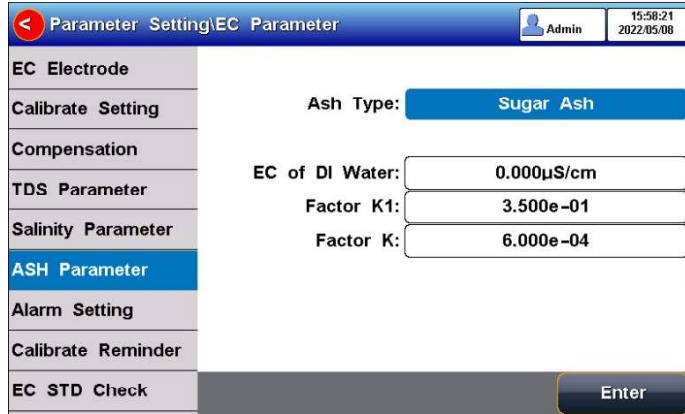 < Parameter Setting\EC Parameter
Admin
15:58:21
2022/05/08
EC Electrode
Calibrate Setting
Compensation
TDS Parameter
Salinity Parameter
ASH Parameter
Alarm Setting
Calibrate Reminder
EC STD Check
Ash Type: Sugar Ash
EC of DI Water: 0.000µS/cm
Factor K1: 3.500e-01
Factor K: 6.000e-04
Enter